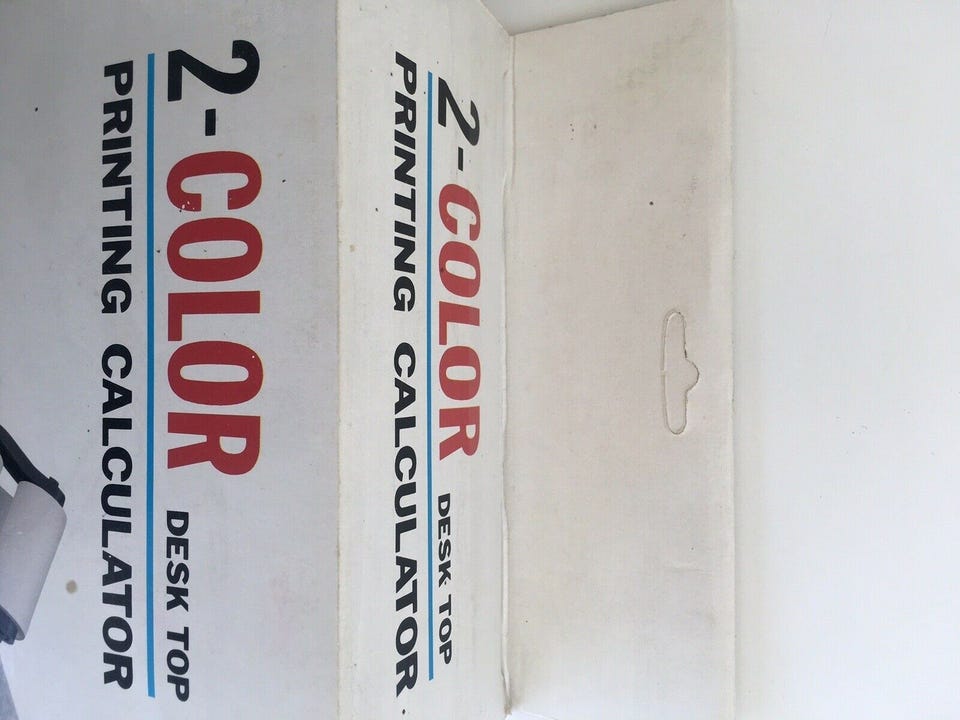 2-COLOR DESK TOP
PRINTING CALCULATOR
2-COLOR DESK TOP
PRINTING CALCULATOR